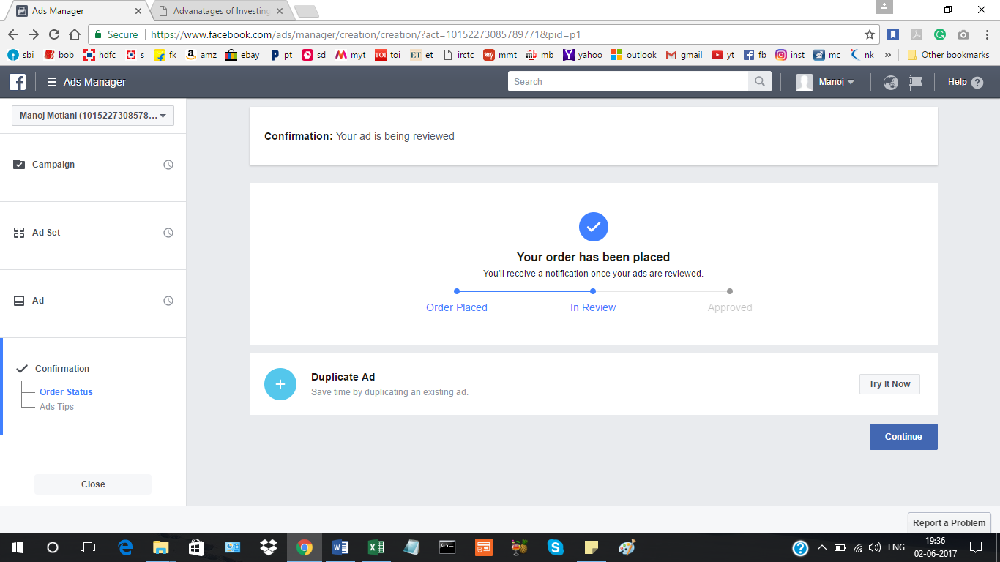 Ads Manager
Advanatages of Investing
Secure
https://www.facebook.com/ads/manager/creation/creation/?act=101522730857897718&pid=p1
sbi bob hdfc s fk amz ebay pt sd myt toi et irctc mmt mb yahoo outlook gmail yt fb inst mc nk » Other bookmarks
Ads Manager
Search
Manoj
Help
Manoj Motiani (1015227308578...
Campaign
Ad Set
Ad
Confirmation
Order Status
Ads Tips
Close
Confirmation: Your ad is being reviewed
Your order has been placed
You'll receive a notification once your ads are reviewed.
Order Placed In Review Approved
Duplicate Ad
Save time by duplicating an existing ad.
Try It Now
Continue
Report a Problem
ENG
19:36
02-06-2017